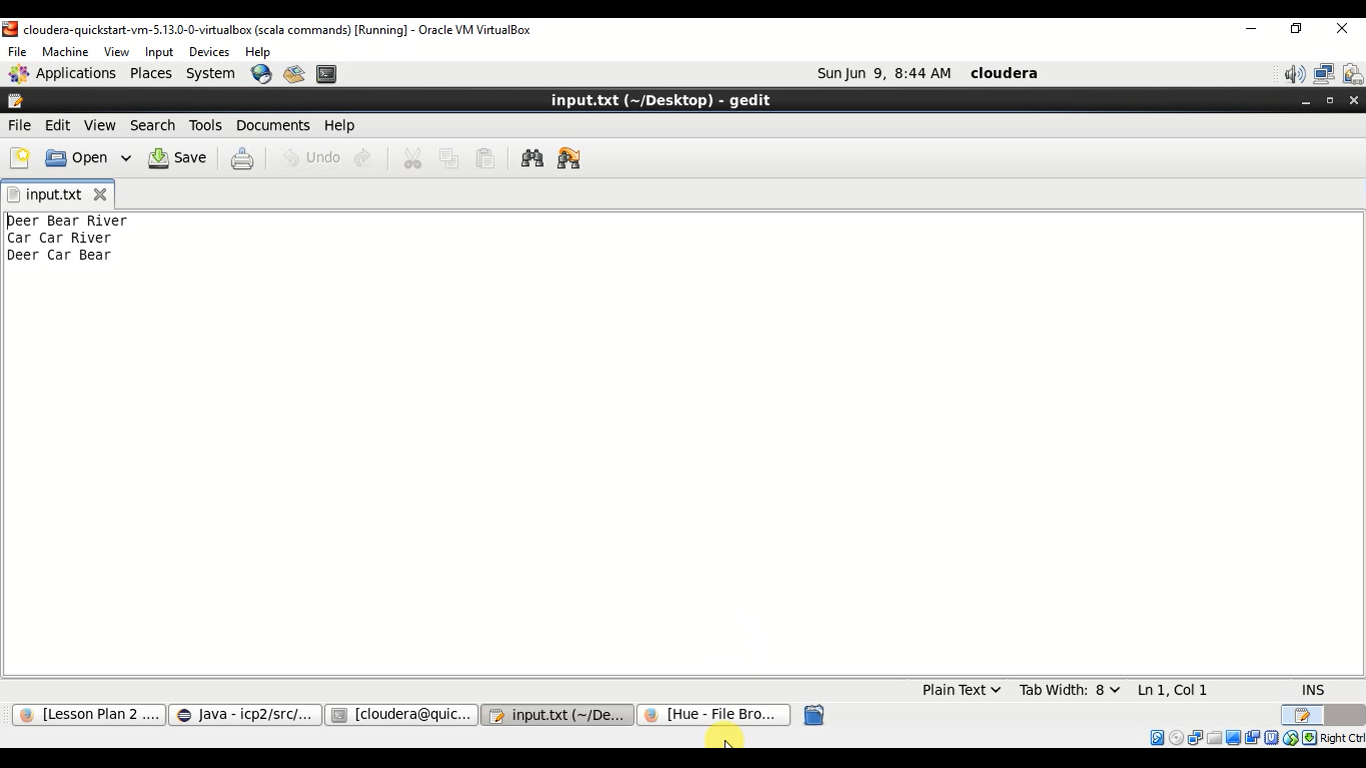 cloudera-quickstart-vm-5.13.0-0-virtualbox (scala commands) [Running] - Oracle VM VirtualBox
File Machine View Input Devices Help
Applications Places System Sun Jun 9, 8:44 AM cloudera
input.txt (~/Desktop) - gedit
File Edit View Search Tools Documents Help
Open Save Undo
input.txt
Deer Bear River
Car Car River
Deer Car Bear
Plain Text Tab Width: 8 Ln 1, Col 1 INS
[Lesson Plan 2 .... Java - icp2/src/... [cloudera@quic... input.txt (~/De... [Hue - File Bro...
Right Ctrl